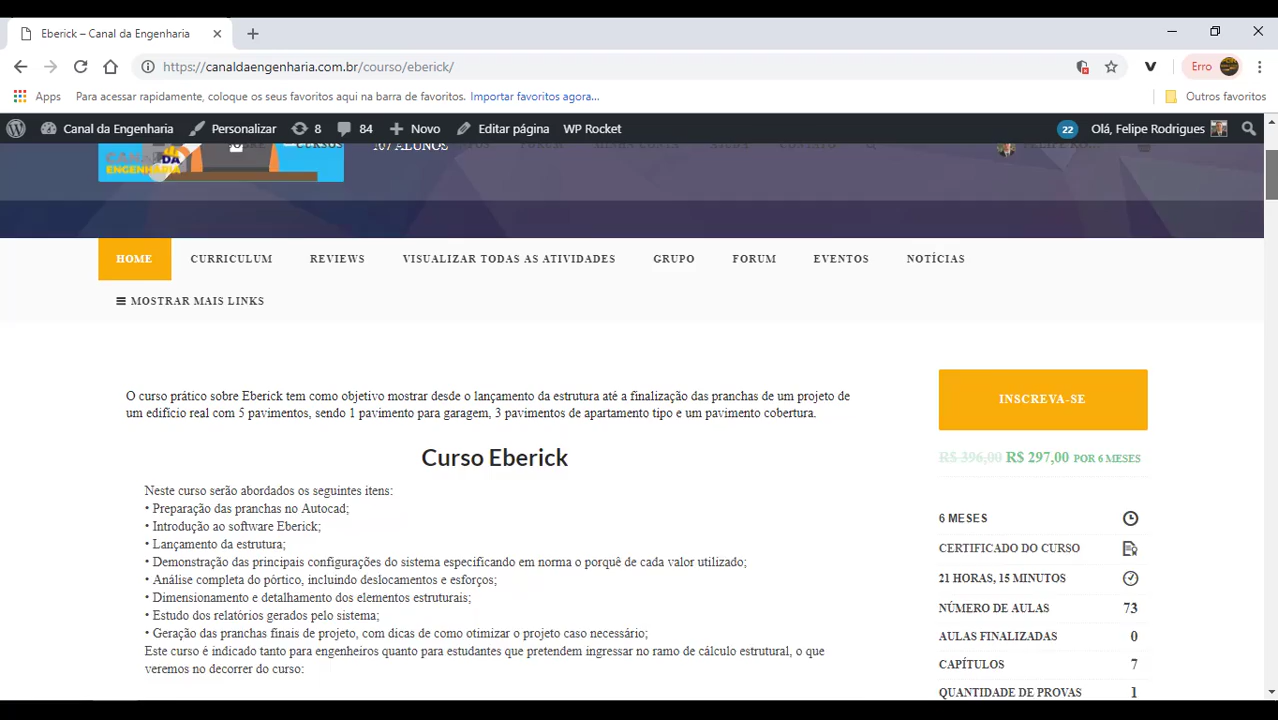 Eberick – Canal da Engenharia
https://canaldaengenharia.com.br/course/eberick/
Erro
Apps
Para acessar rapidamente, coloque os seus favoritos aqui na barra de favoritos. Importar favoritos agora...
Outros favoritos
Canal da Engenharia
Personalizar
8
84
Novo
Editar página
WP Rocket
22
Olá, Felipe Rodrigues
CANAL DA
ENGENHARIA
CURSOS
107 ALUNOS
FORUM
HOME
CURRICULUM
REVIEWS
VISUALIZAR TODAS AS ATIVIDADES
GRUPO
FORUM
EVENTOS
NOTÍCIAS
MOSTRAR MAIS LINKS
O curso prático sobre Eberick tem como objetivo mostrar desde o lançamento da estrutura até a finalização das pranchas de um projeto de
um edifício real com 5 pavimentos, sendo 1 pavimento para garagem, 3 pavimentos de apartamento tipo e um pavimento cobertura.
Curso Eberick
Neste curso serão abordados os seguintes itens:
• Preparação das pranchas no Autocad;
• Introdução ao software Eberick;
• Lançamento da estrutura;
• Demonstração das principais configurações do sistema especificando em norma o porquê de cada valor utilizado;
• Análise completa do pórtico, incluindo deslocamentos e esforços;
• Dimensionamento e detalhamento dos elementos estruturais;
• Estudo dos relatórios gerados pelo sistema;
• Geração das pranchas finais de projeto, com dicas de como otimizar o projeto caso necessário;
Este curso é indicado tanto para engenheiros quanto para estudantes que pretendem ingressar no ramo de cálculo estrutural, o que
veremos no decorrer do curso:
INSCREVA-SE
R$ 396,00 R$ 297,00 POR 6 MESES
6 MESES
CERTIFICADO DO CURSO
21 HORAS, 15 MINUTOS
NÚMERO DE AULAS 73
AULAS FINALIZADAS 0
CAPÍTULOS 7
QUANTIDADE DE PROVAS 1